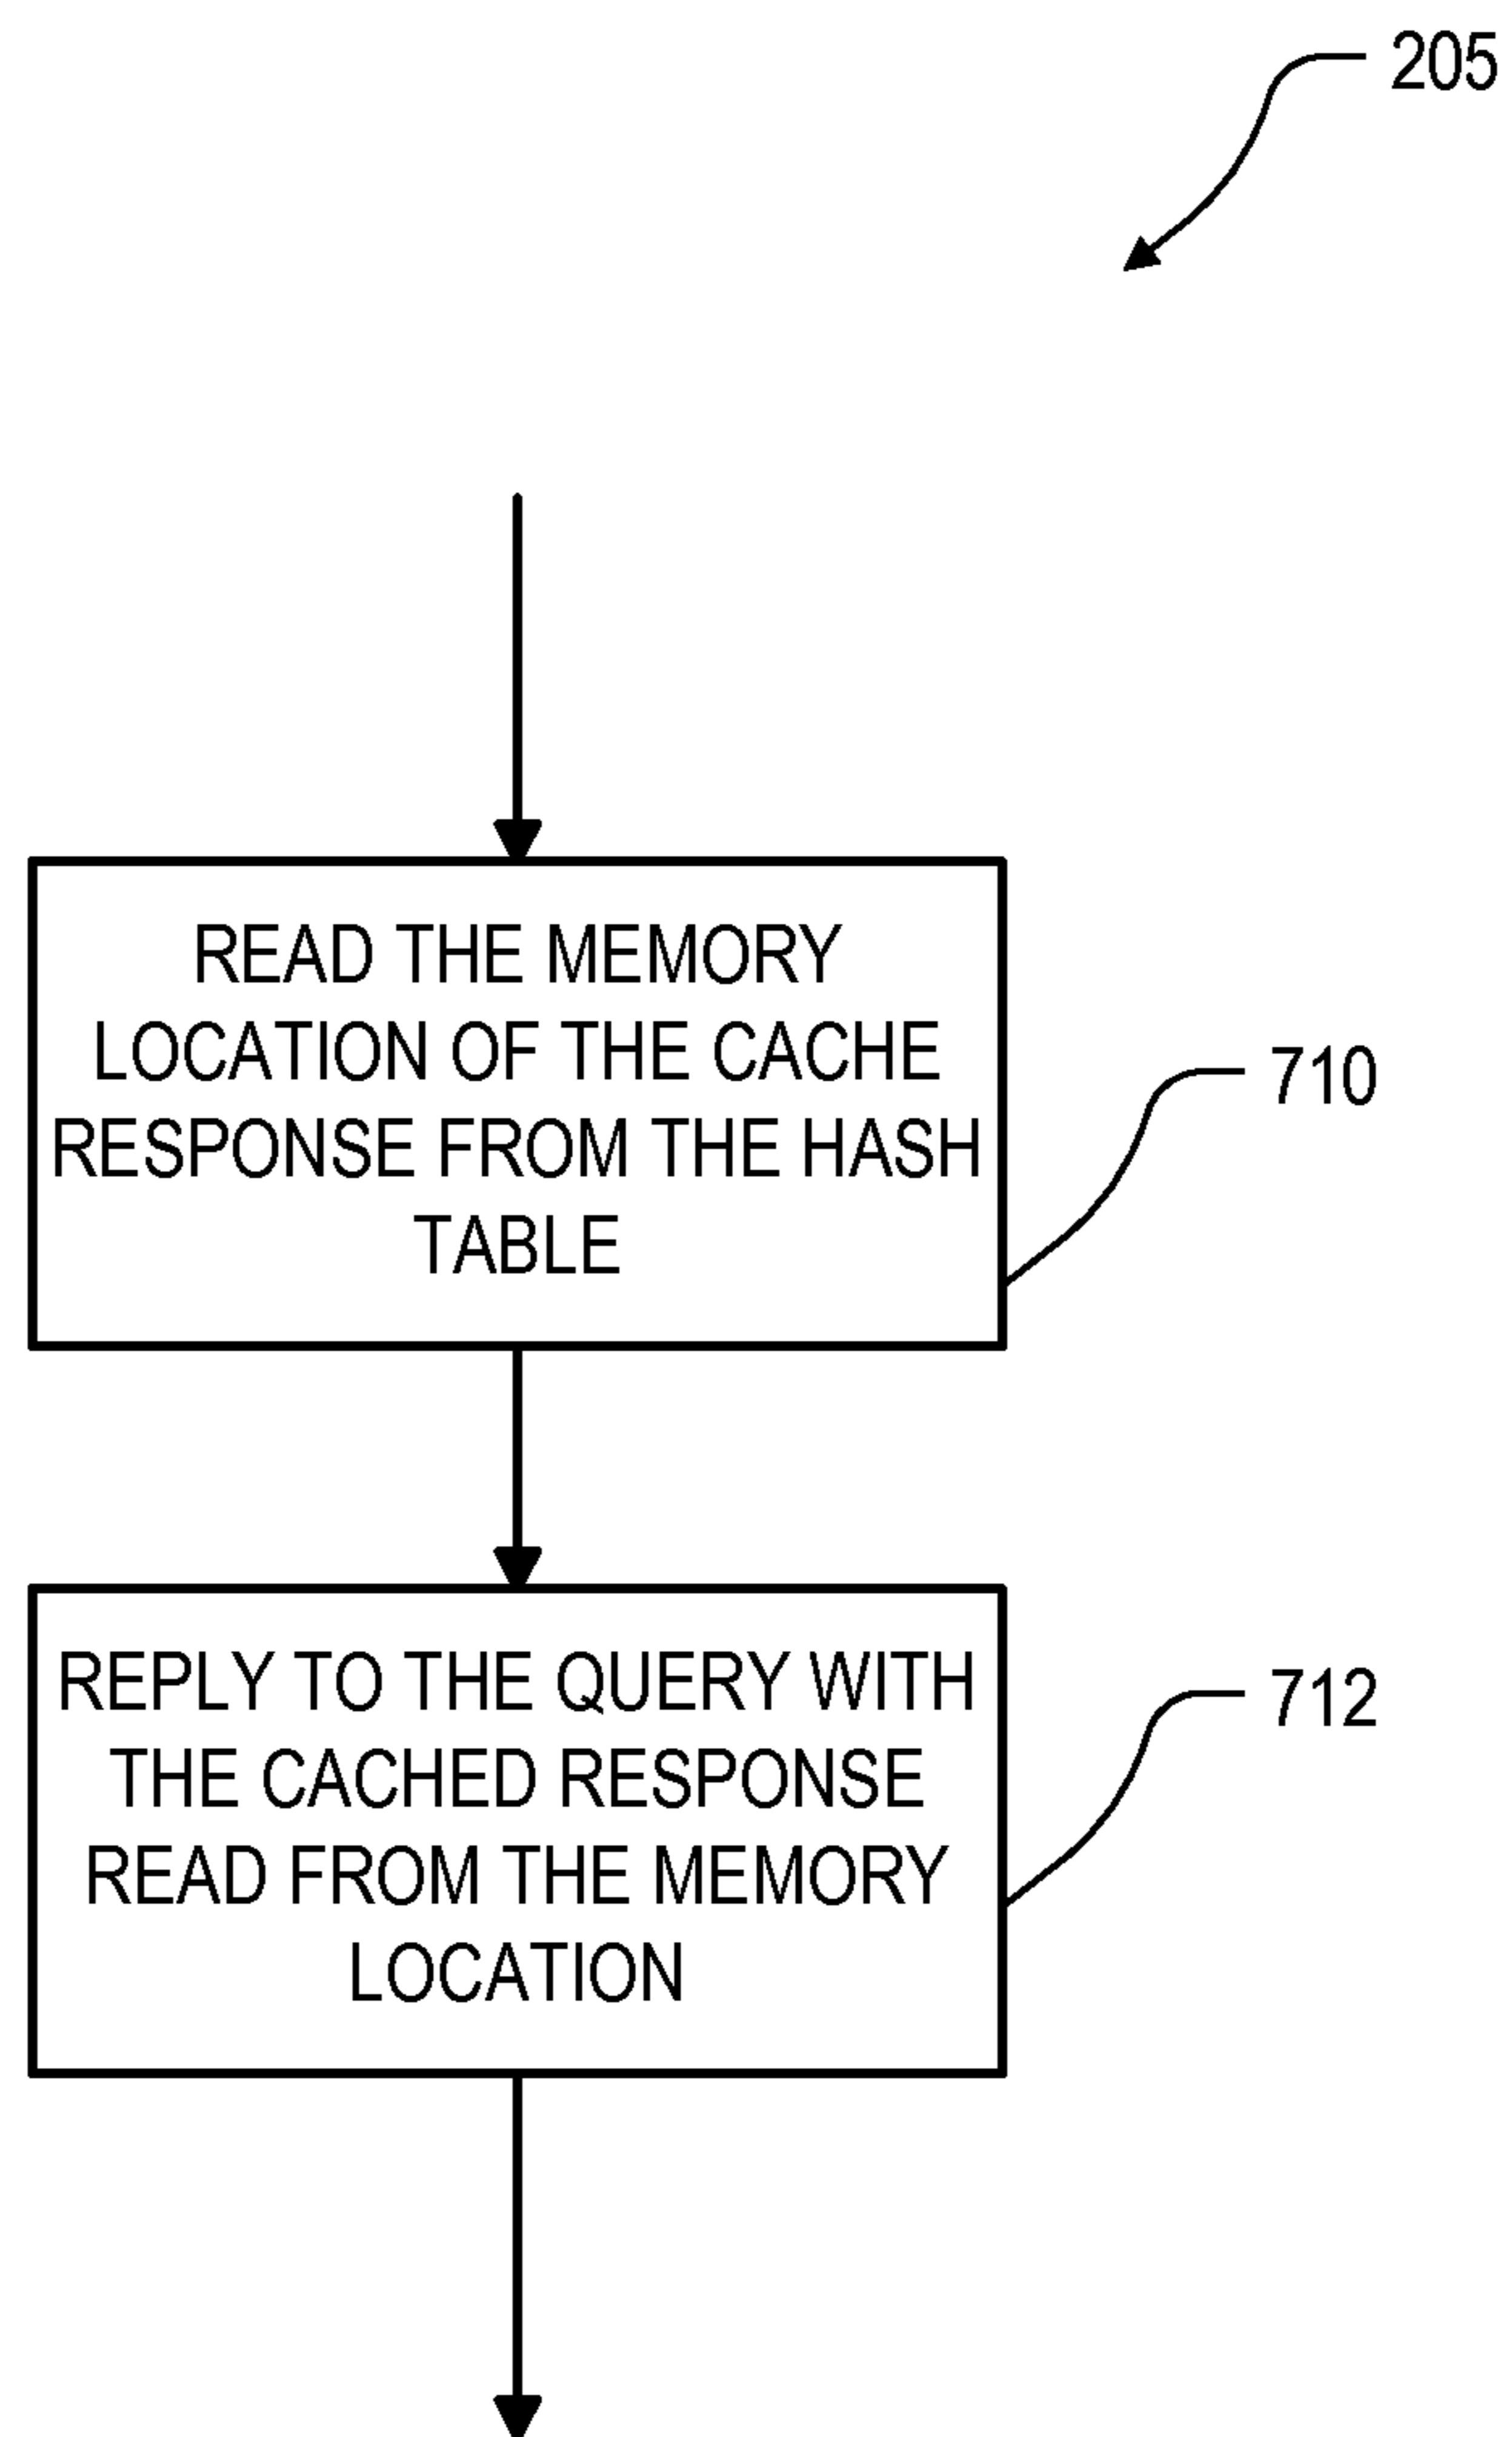 205
READ THE MEMORY
LOCATION OF THE CACHE
RESPONSE FROM THE HASH
TABLE
710
REPLY TO THE QUERY WITH
THE CACHED RESPONSE
READ FROM THE MEMORY
LOCATION
712